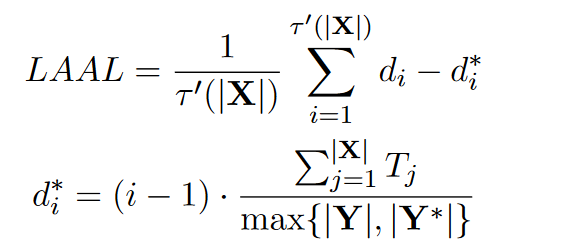 $LAAL = \frac{1}{\tau'(|\mathbf{X}|)} \sum_{i=1}^{\tau'(|\mathbf{X}|)} d_i - d_i^*$
$d_i^* = (i-1) \cdot \frac{\sum_{j=1}^{|\mathbf{X}|} T_j}{\max\{|\mathbf{Y}|, |\mathbf{Y}^*|\}}$